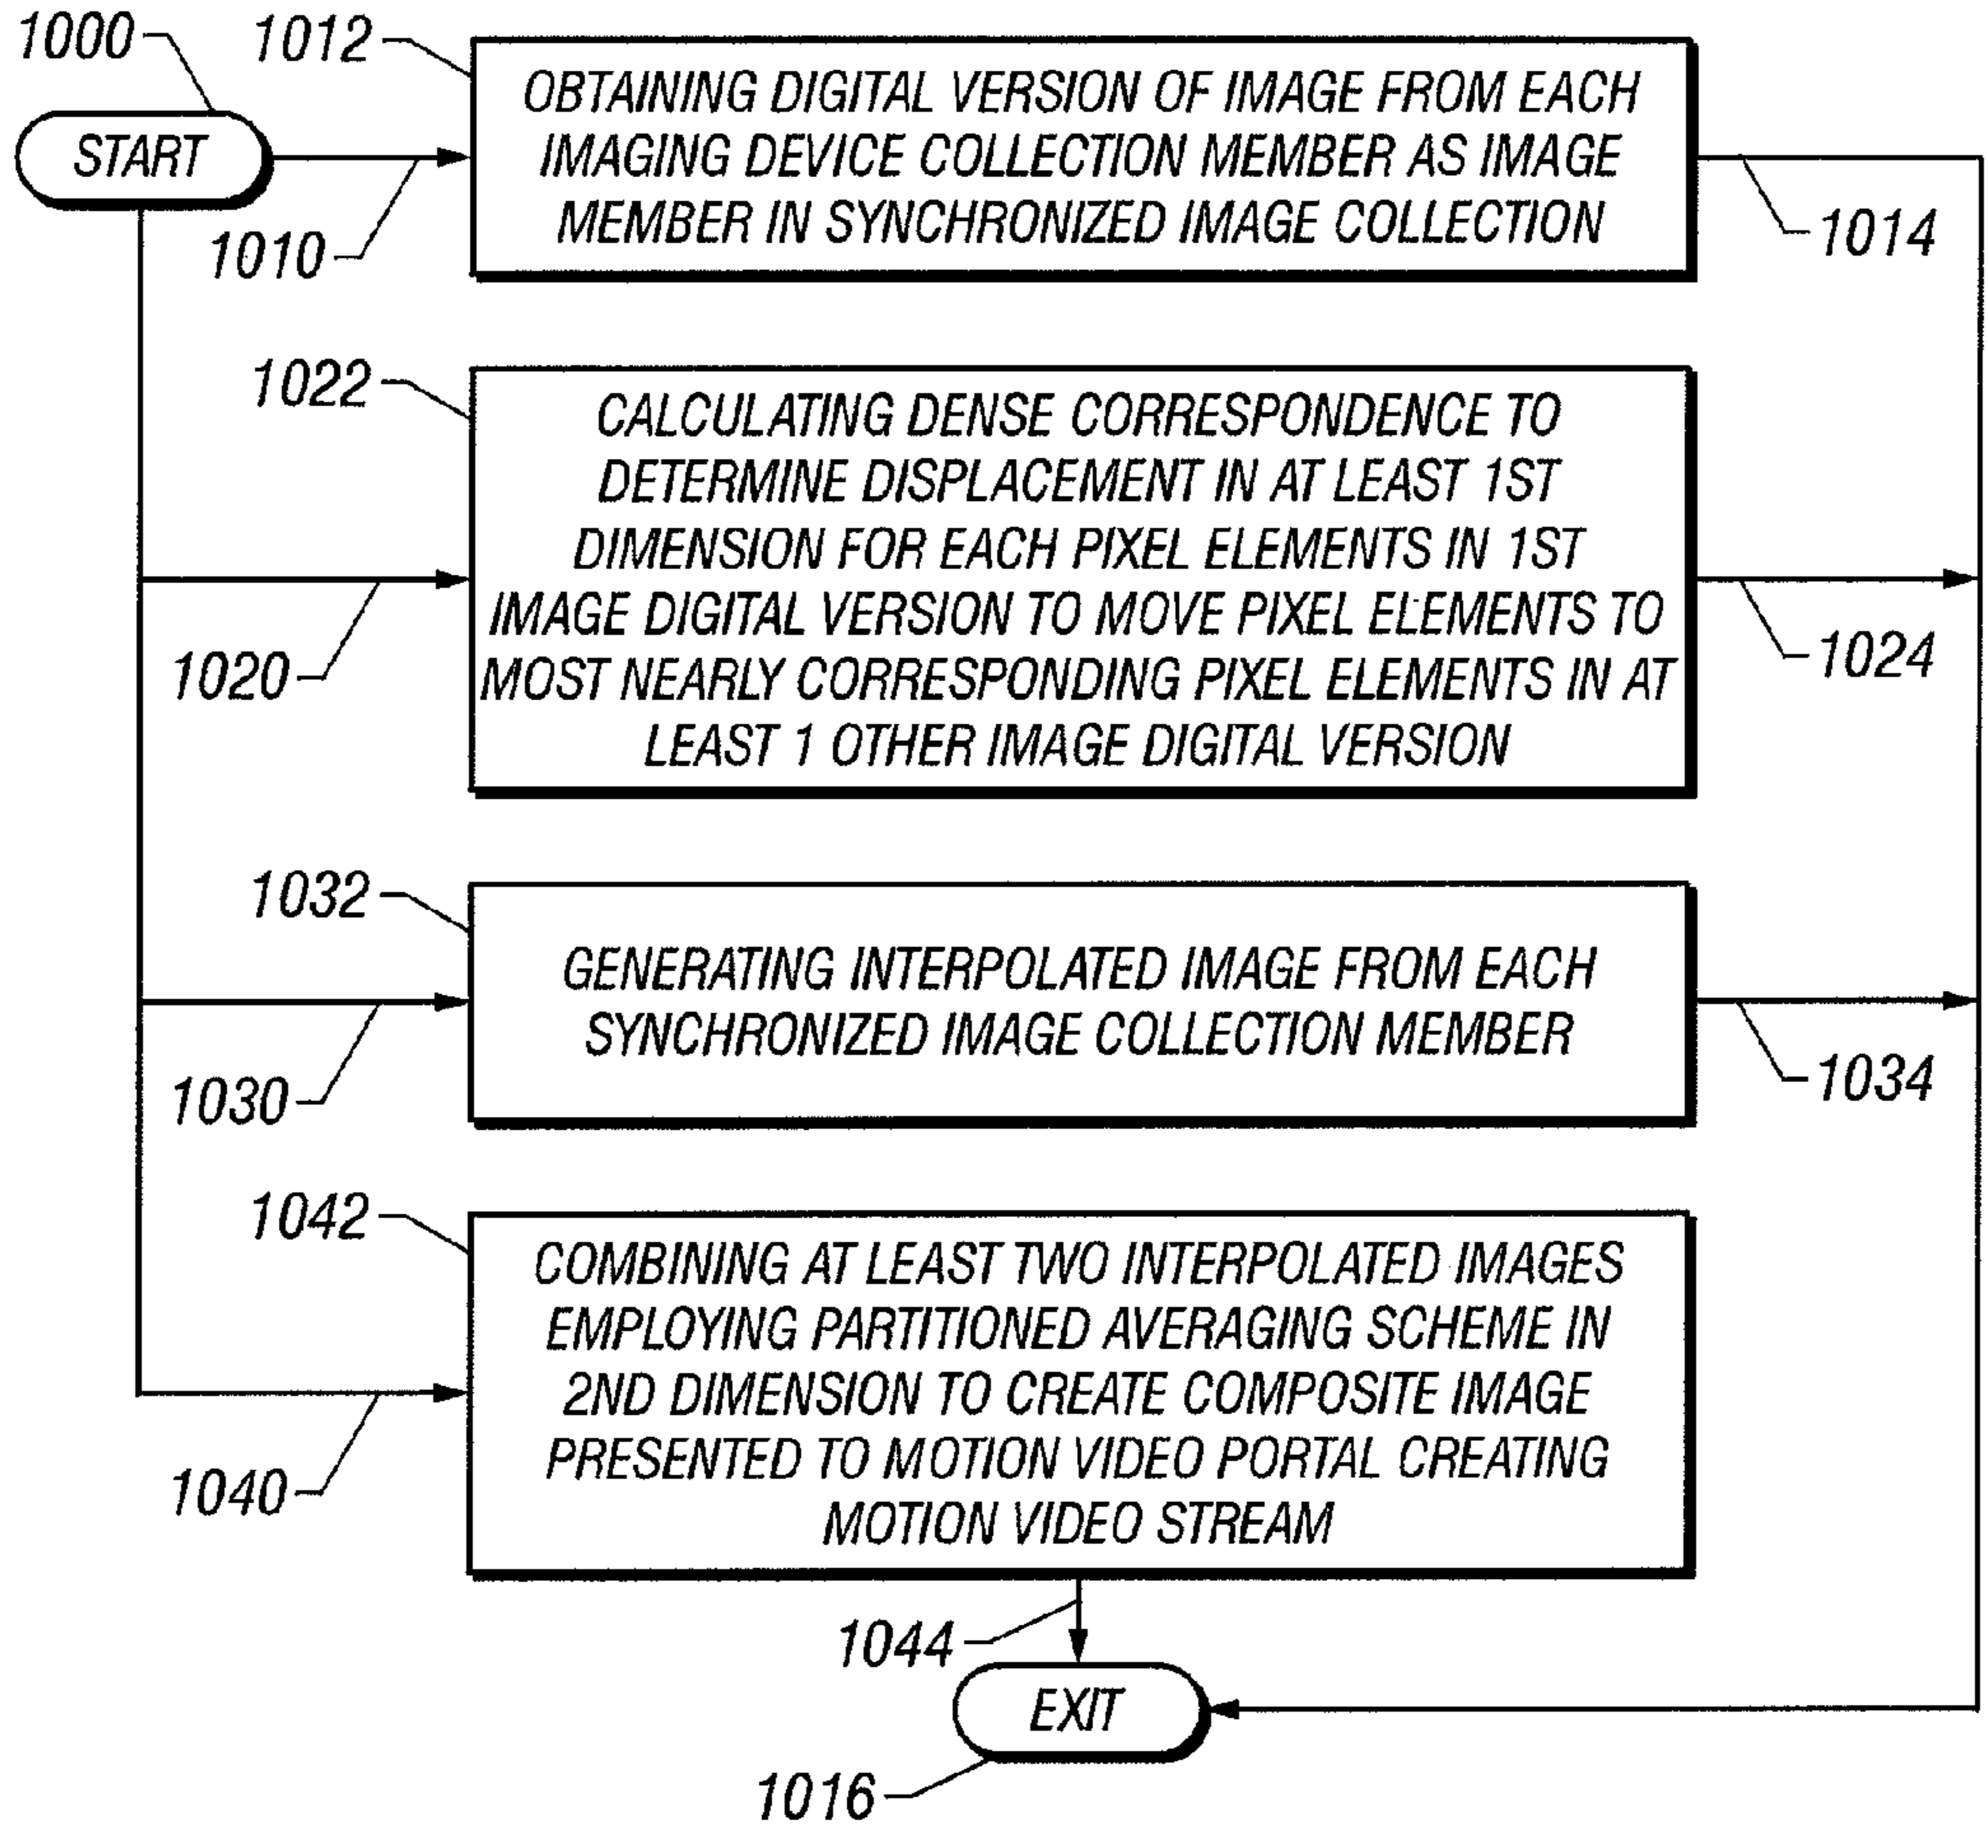 1000
START
1010
1012
OBTAINING DIGITAL VERSION OF IMAGE FROM EACH
IMAGING DEVICE COLLECTION MEMBER AS IMAGE
MEMBER IN SYNCHRONIZED IMAGE COLLECTION
1014
1022
CALCULATING DENSE CORRESPONDENCE TO
DETERMINE DISPLACEMENT IN AT LEAST 1ST
DIMENSION FOR EACH PIXEL ELEMENTS IN 1ST
IMAGE DIGITAL VERSION TO MOVE PIXEL ELEMENTS TO
MOST NEARLY CORRESPONDING PIXEL ELEMENTS IN AT
LEAST 1 OTHER IMAGE DIGITAL VERSION
1020
1024
1032
GENERATING INTERPOLATED IMAGE FROM EACH
SYNCHRONIZED IMAGE COLLECTION MEMBER
1030
1034
1042
COMBINING AT LEAST TWO INTERPOLATED IMAGES
EMPLOYING PARTITIONED AVERAGING SCHEME IN
2ND DIMENSION TO CREATE COMPOSITE IMAGE
PRESENTED TO MOTION VIDEO PORTAL CREATING
MOTION VIDEO STREAM
1040
1044
EXIT
1016